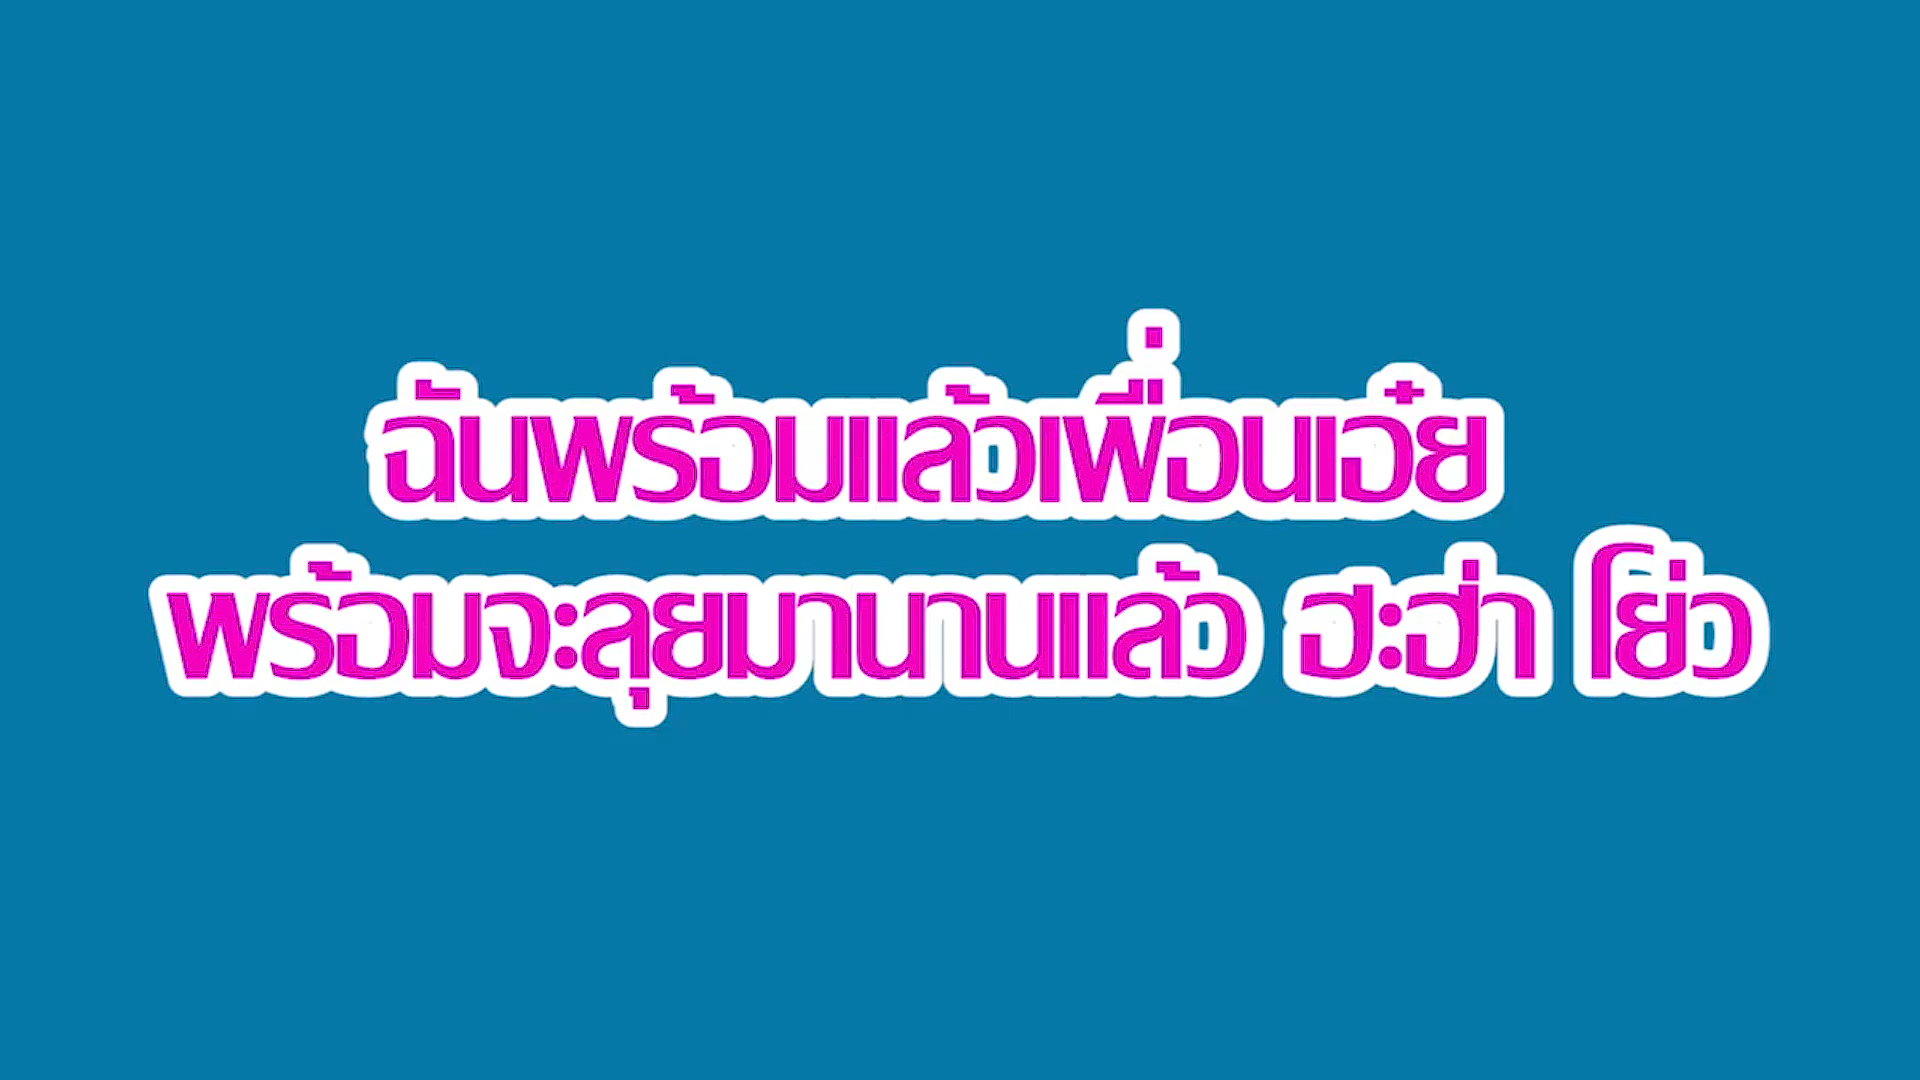 ฉันพร้อมแล้วเพื่อนเอ๋ย
พร้อมจะลุยมานานแล้ว ฮะฮ่า โย่ว